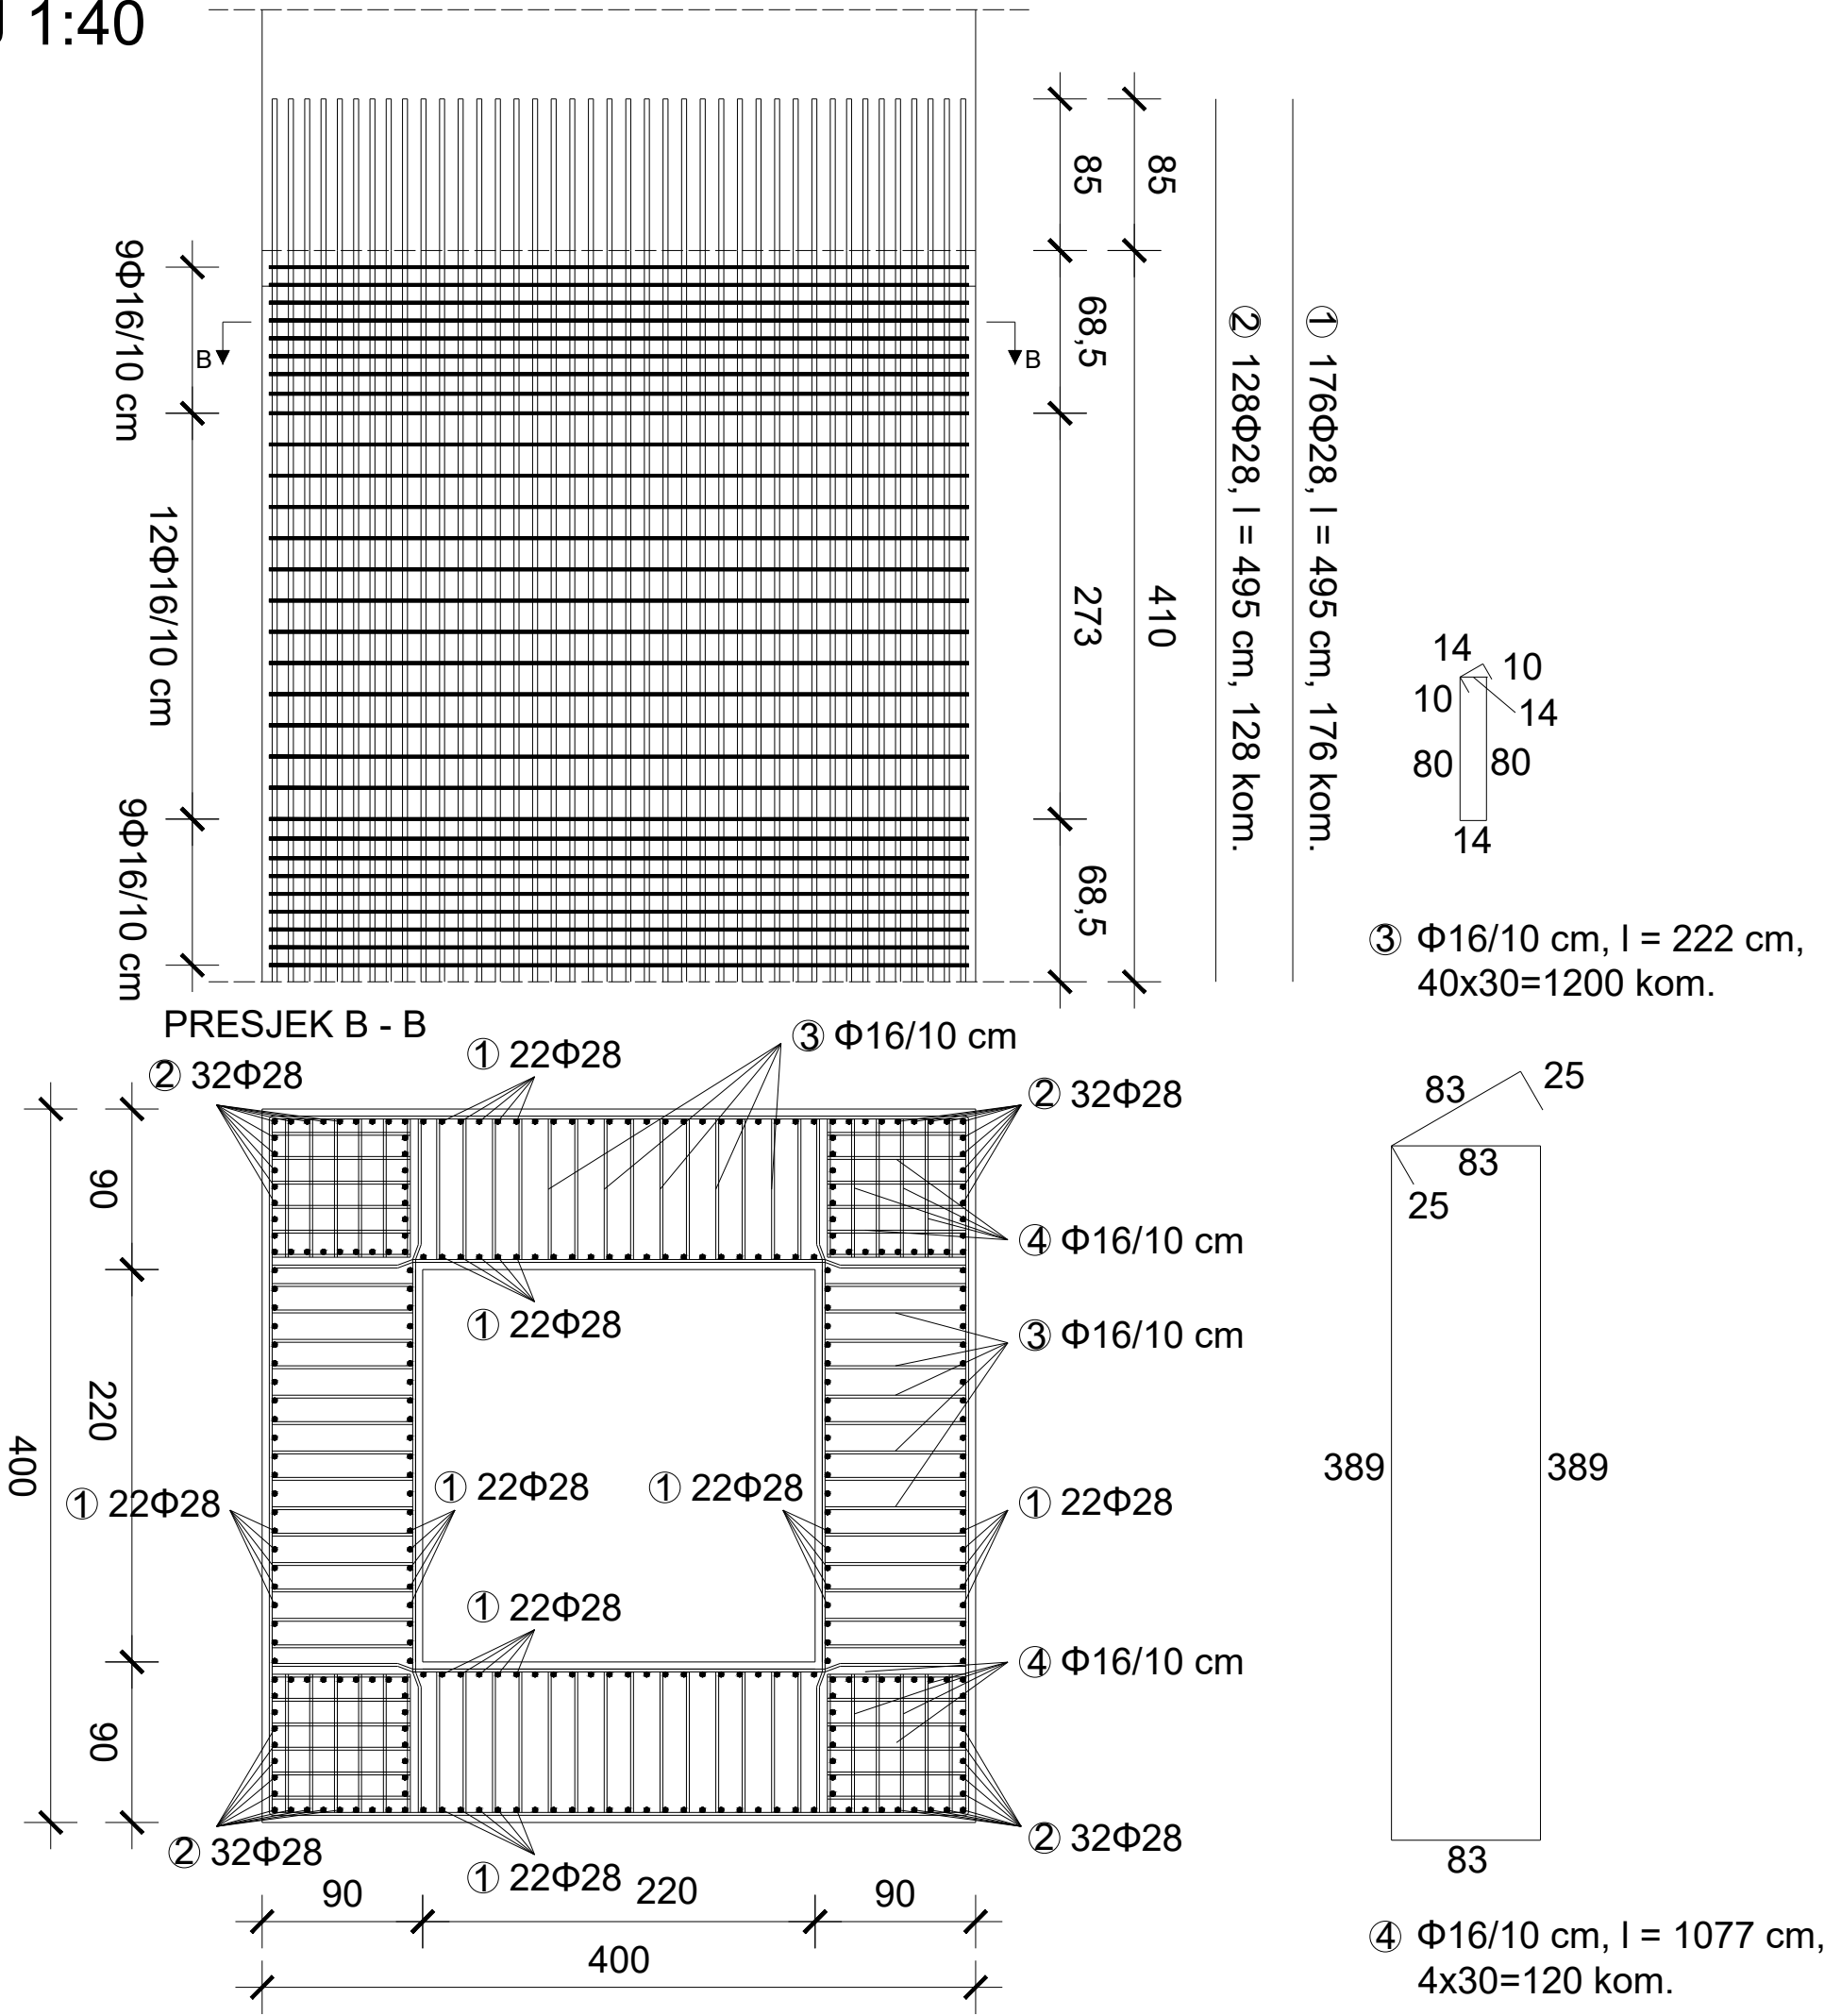 1:40
85
85
9Φ16/10 cm
68,5
B
B
② 128Φ28, l = 495 cm, 128 kom.
① 176Φ28, l = 495 cm, 176 kom.
12Φ16/10 cm
273
410
14
10
10
14
80
80
14
9Φ16/10 cm
68,5
③ Φ16/10 cm, l = 222 cm,
40x30=1200 kom.
PRESJEK B - B
② 32Φ28
① 22Φ28
③ Φ16/10 cm
② 32Φ28
83
25
83
25
90
④ Φ16/10 cm
① 22Φ28
③ Φ16/10 cm
220
400
389
389
① 22Φ28
① 22Φ28
① 22Φ28
① 22Φ28
① 22Φ28
④ Φ16/10 cm
90
② 32Φ28
① 22Φ28
② 32Φ28
83
90
220
90
400
④ Φ16/10 cm, l = 1077 cm,
4x30=120 kom.